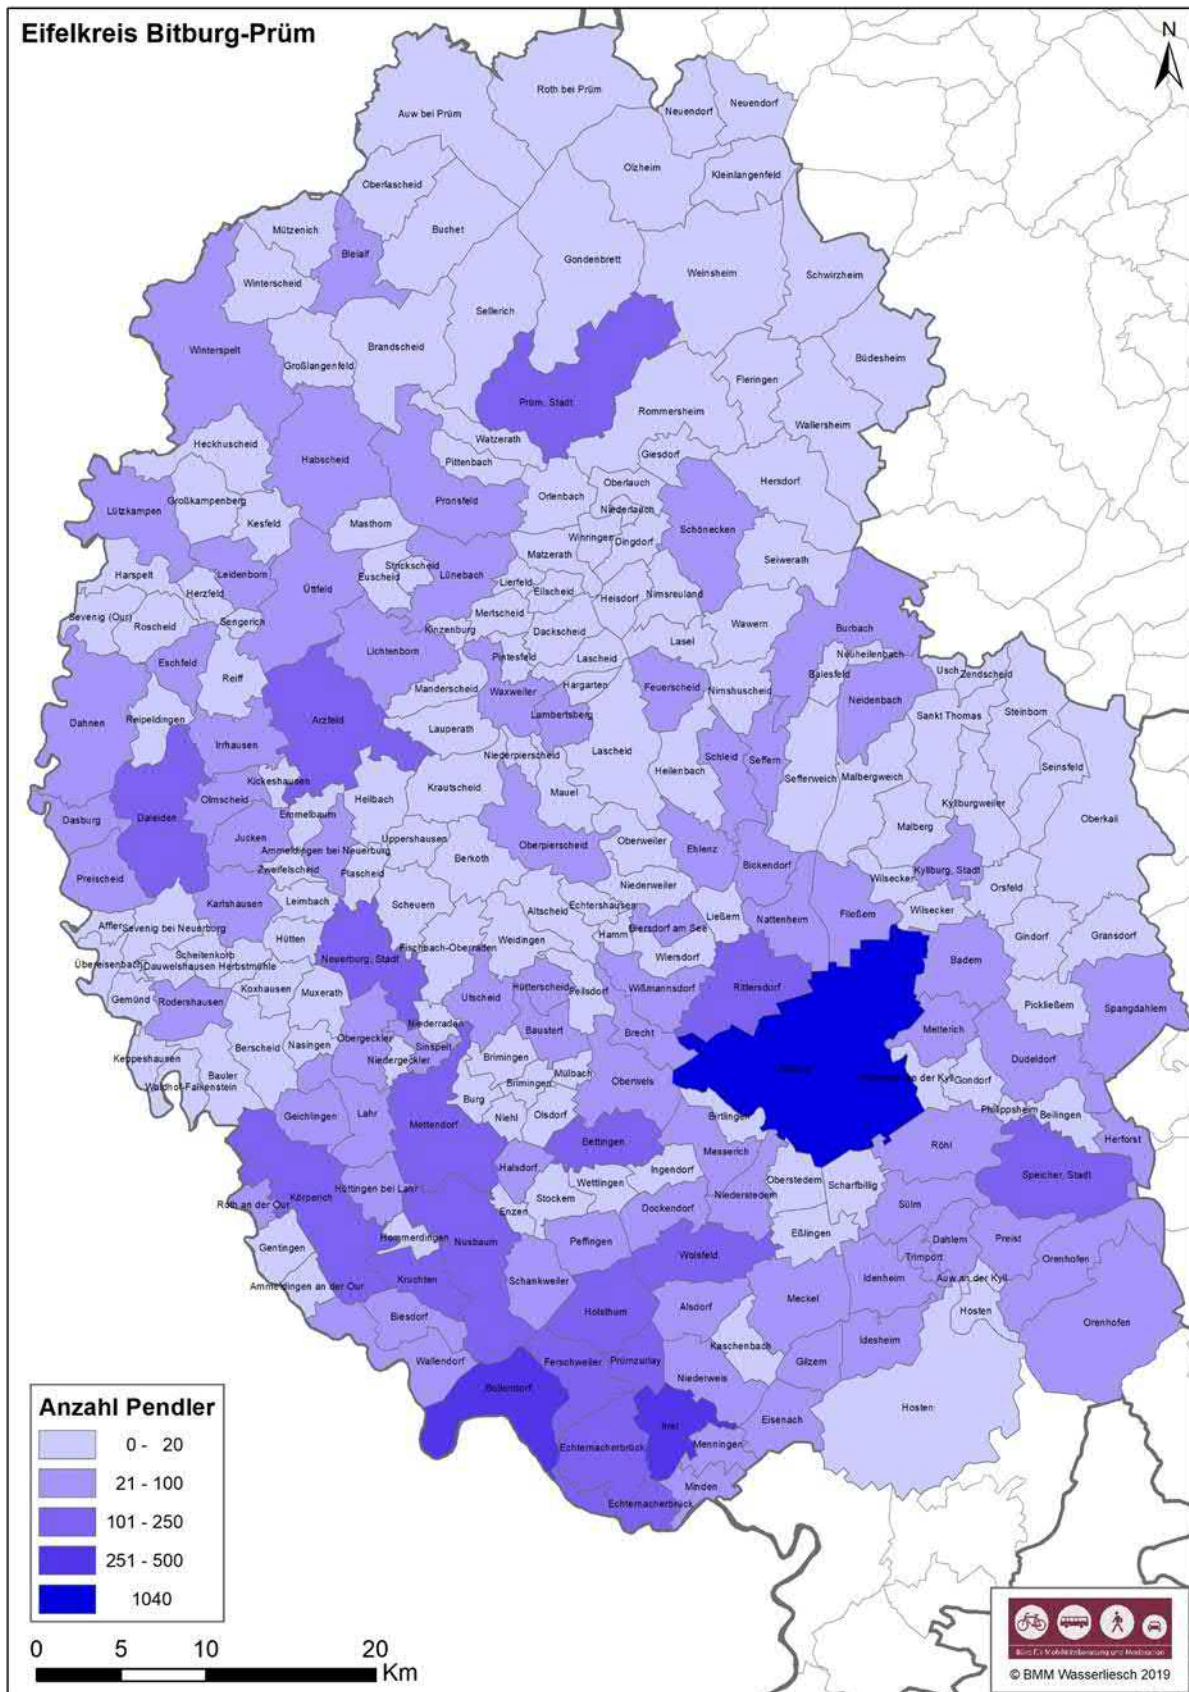 Eifelkreis Bitburg-Prüm
N
Roth bei Prüm
Auw bei Prüm
Neuendorf
Neuendorf
Olzheim
Kleinlangenfeld
Oberlascheid
Buchet
Mützenich
Bleialf
Gondenbrett
Weinsheim
Schwirzheim
Winterscheid
Sellerich
Winterspelt
Großlangenfeld
Brandscheid
Büdesheim
Fleringen
Prüm, Stadt
Rommersheim
Wallersheim
Heckhuscheid
Habscheid
Watzerath
Pittenbach
Giesdorf
Oberlauch
Hersdorf
Lützkampen
Großkampenberg
Kesfeld
Masthorn
Pronsfeld
Orlenbach
Niederlauch
Schönecken
Winringen
Dingdorf
Matzerath
Seiwerath
Harspelt
Leidenborn
Herzfeld
Üttfeld
Euscheid
Strickscheid
Lünebach
Lierfeld
Eilscheid
Heisdorf
Nimsreuland
Sevenig (Our)
Roscheid
Sengerich
Kinzenburg
Merlscheid
Dackscheid
Lasel
Wawern
Burbach
Neuheilenbach
Eschfeld
Reiff
Lichtenborn
Pintesfeld
Lascheid
Balesfeld
Usch
Zendscheid
Manderscheid
Waxweiler
Hargarten
Feuerscheid
Nimshuscheid
Neidenbach
Steinborn
Dahnen
Reipeldingen
Arzfeld
Lauperath
Lambertsberg
Sankt Thomas
Irrhausen
Niederpierscheid
Lascheid
Schleid
Seffern
Seinsfeld
Kickeshausen
Krautscheid
Mauel
Heilenbach
Sefferweich
Malbergweich
Dasburg
Daleiden
Olmscheid
Emmelbaum
Heilbach
Kyllburgweiler
Oberkail
Jucken
Uppershausen
Oberpierscheid
Oberweiler
Ehlenz
Malberg
Ammeldingen bei Neuerburg
Berkoth
Bickendorf
Kyllburg, Stadt
Preischeid
Zweifelscheid
Plascheid
Niederweiler
Wilsecker
Orsfeld
Karlshausen
Leimbach
Scheuern
Altscheid
Echtershausen
Ließem
Nattenheim
Fließem
Wilsecker
Affler
Sevenig bei Neuerburg
Hütten
Fischbach-Oberraden
Weidingen
Hamm
Biersdorf am See
Gindorf
Gransdorf
Scheitenkorb
Übereisenbach
Dauwelshausen
Herbstmühle
Neuerburg, Stadt
Wiersdorf
Badem
Gemünd
Rodershausen
Koxhausen
Muxerath
Utscheid
Hütterscheid
Feilsdorf
Wißmannsdorf
Rittersdorf
Pickließem
Spangdahlem
Niederraden
Baustert
Brecht
Metterich
Keppeshausen
Berscheid
Nasingen
Obergeckler
Sinspelt
Niedergeckler
Brimingen
Mülbach
Dudeldorf
Bauler
Waldhof-Falkenstein
Brimingen
Oberweis
an der Kyll
Gondorf
Geichlingen
Lahr
Mettendorf
Burg
Niehl
Olsdorf
Birtlingen
Philippsheim
Beilingen
Bettingen
Messerich
Röhl
Herforst
Halsdorf
Ingendorf
Oberstedem
Scharfbillig
Speicher, Stadt
Körperich
Hüttingen bei Lahr
Stockem
Wettlingen
Niederstedem
Roth an der Our
Enzen
Dockendorf
Sülm
Gentingen
Hommerdingen
Nusbaum
Peffingen
Wolsfeld
Eßlingen
Dahlem
Preist
Trimport
Orenhofen
Ammeldingen an der Our
Kruchten
Schankweiler
Idenheim
Auw an der Kyll
Biesdorf
Holsthum
Alsdorf
Meckel
Hosten
Orenhofen
Kaschenbach
Idesheim
Wallendorf
Ferschweiler
Prümzurlay
Gilzem
Niederweis
Bollendorf
Hosten
Eisenach
Irrel
Echternacherbrück
Menningen
Minden
Echternacherbrück
Anzahl Pendler
0 - 20
21 - 100
101 - 250
251 - 500
1040
0 5 10 20
Km
Büro für Mobilitätsberatung und Moderation
© BMM Wasserliesch 2019